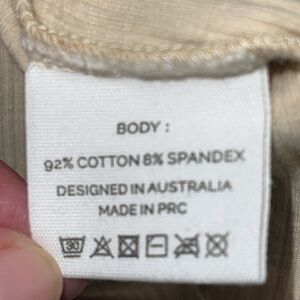 BODY :
92% COTTON 8% SPANDEX
DESIGNED IN AUSTRALIA
MADE IN PRC
30